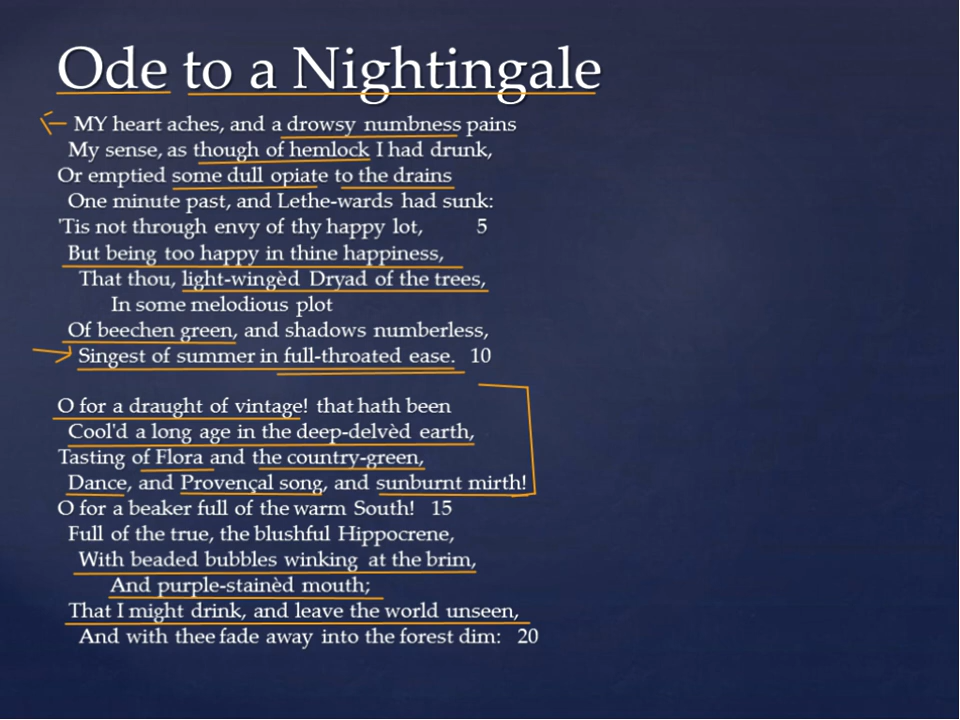 Ode to a Nightingale
MY heart aches, and a drowsy numbness pains
My sense, as though of hemlock I had drunk,
Or emptied some dull opiate to the drains
One minute past, and Lethe-wards had sunk:
'Tis not through envy of thy happy lot, 5
But being too happy in thine happiness,
That thou, light-wingèd Dryad of the trees,
In some melodious plot
Of beechen green, and shadows numberless,
Singest of summer in full-throated ease. 10
O for a draught of vintage! that hath been
Cool'd a long age in the deep-delvèd earth,
Tasting of Flora and the country-green,
Dance, and Provençal song, and sunburnt mirth!
O for a beaker full of the warm South! 15
Full of the true, the blushful Hippocrene,
With beaded bubbles winking at the brim,
And purple-stainèd mouth;
That I might drink, and leave the world unseen,
And with thee fade away into the forest dim: 20